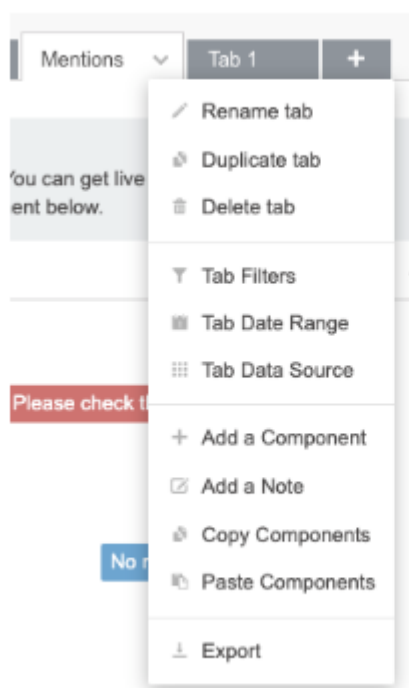 Mentions
Tab 1
+
Rename tab
Duplicate tab
You can get live
ent below.
Delete tab
Tab Filters
Tab Date Range
Tab Data Source
Please check
Add a Component
Add a Note
Copy Components
No
Paste Components
Export